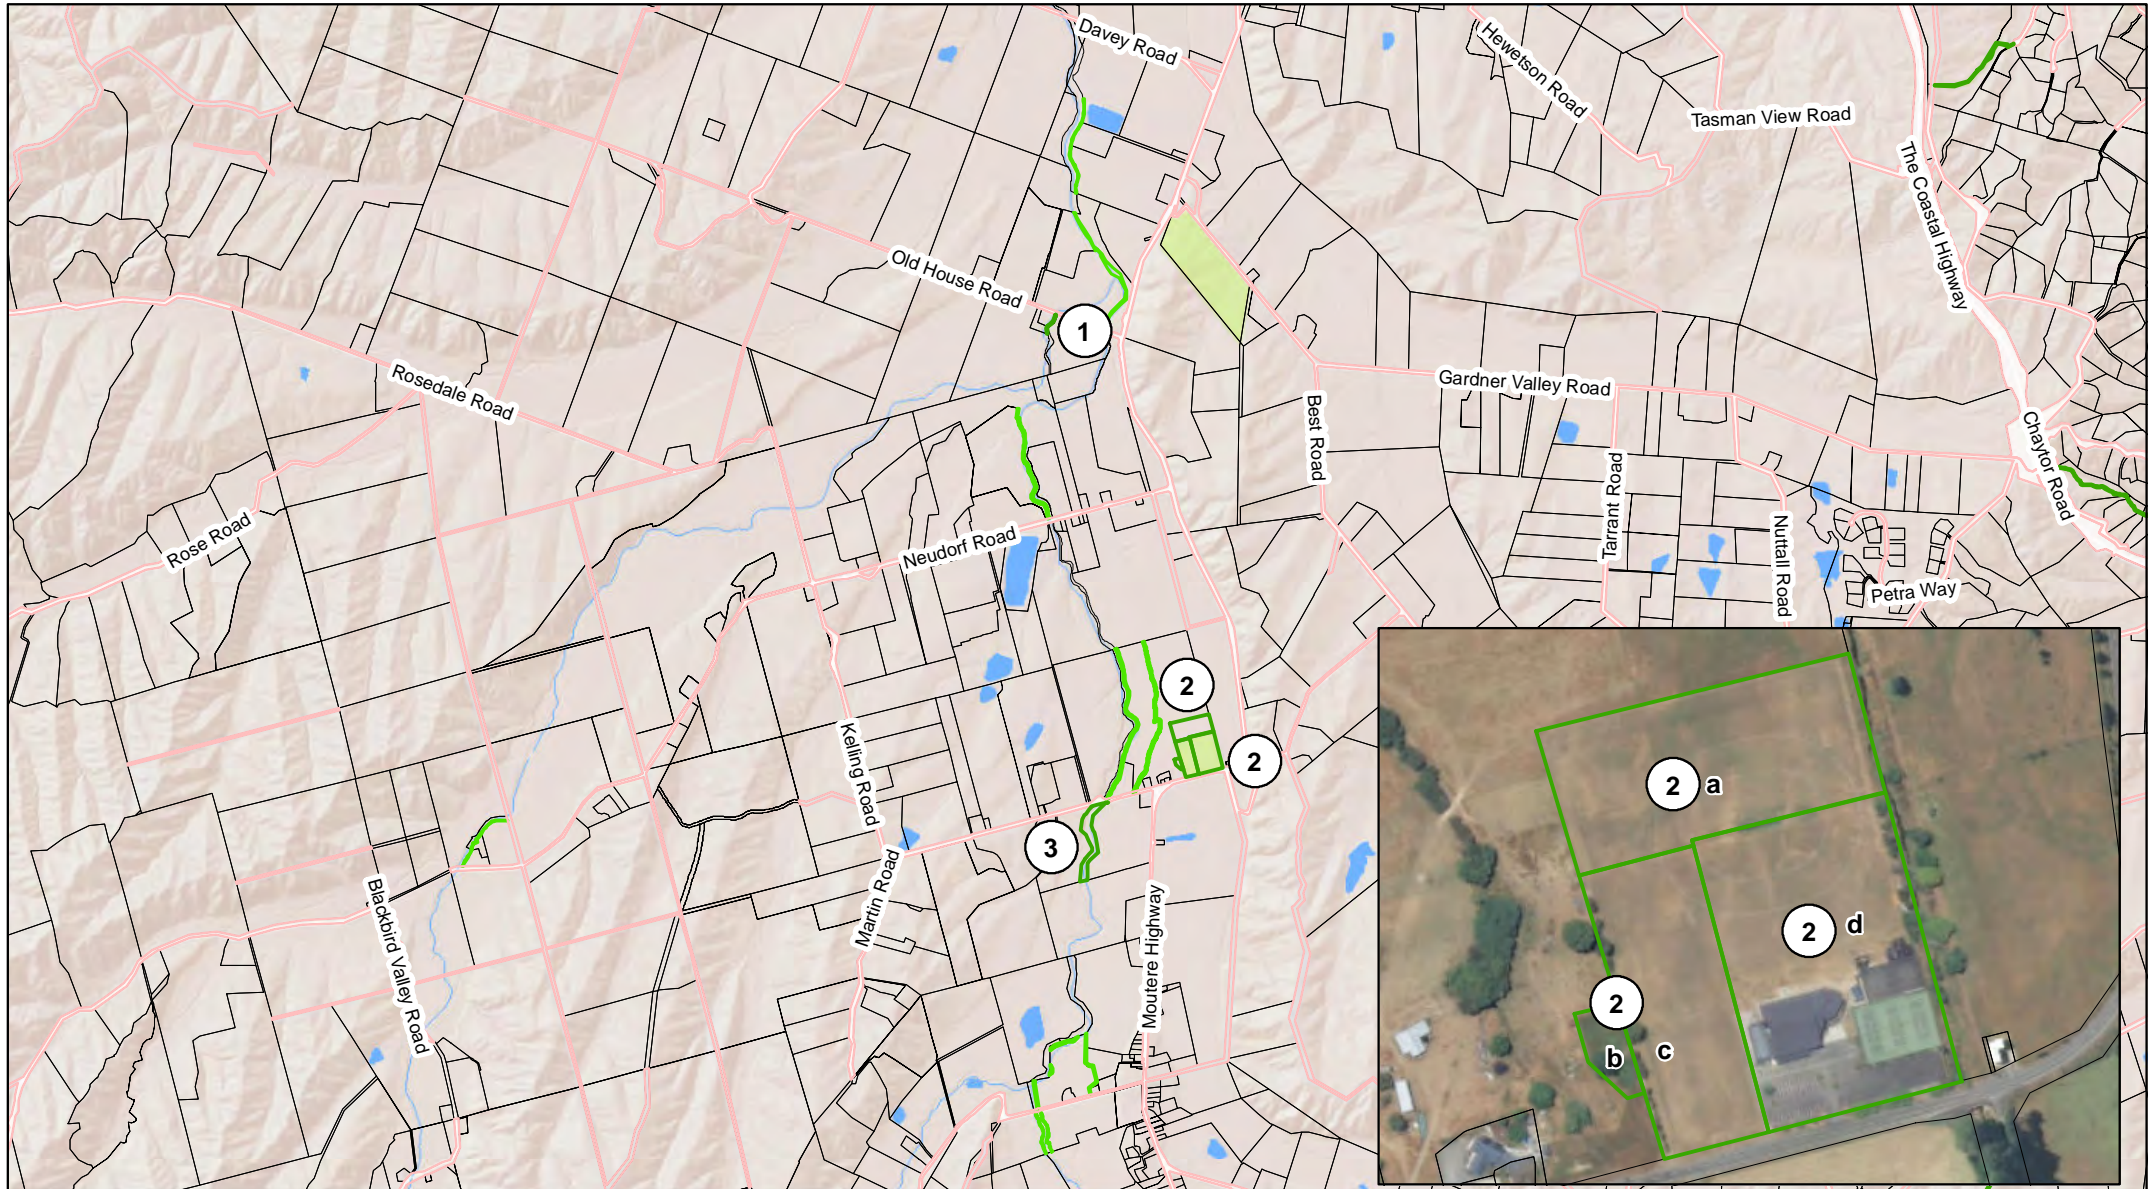 Davey Road
Hewetson Road
Tasman View Road
The Coastal Highway
Old House Road
1
Rosedale Road
Gardner Valley Road
Best Road
Chaytor Road
Tarrant Road
Nuttall Road
Rose Road
Neudorf Road
Petra Way
2
Kelling Road
2
3
Martin Road
Blackbird Valley Road
Moutere Highway
2 a
2 d
2
b
c